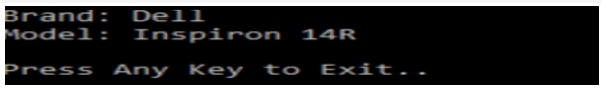 Brand: Dell
Model: Inspiron 14R
Press Any Key to Exit..